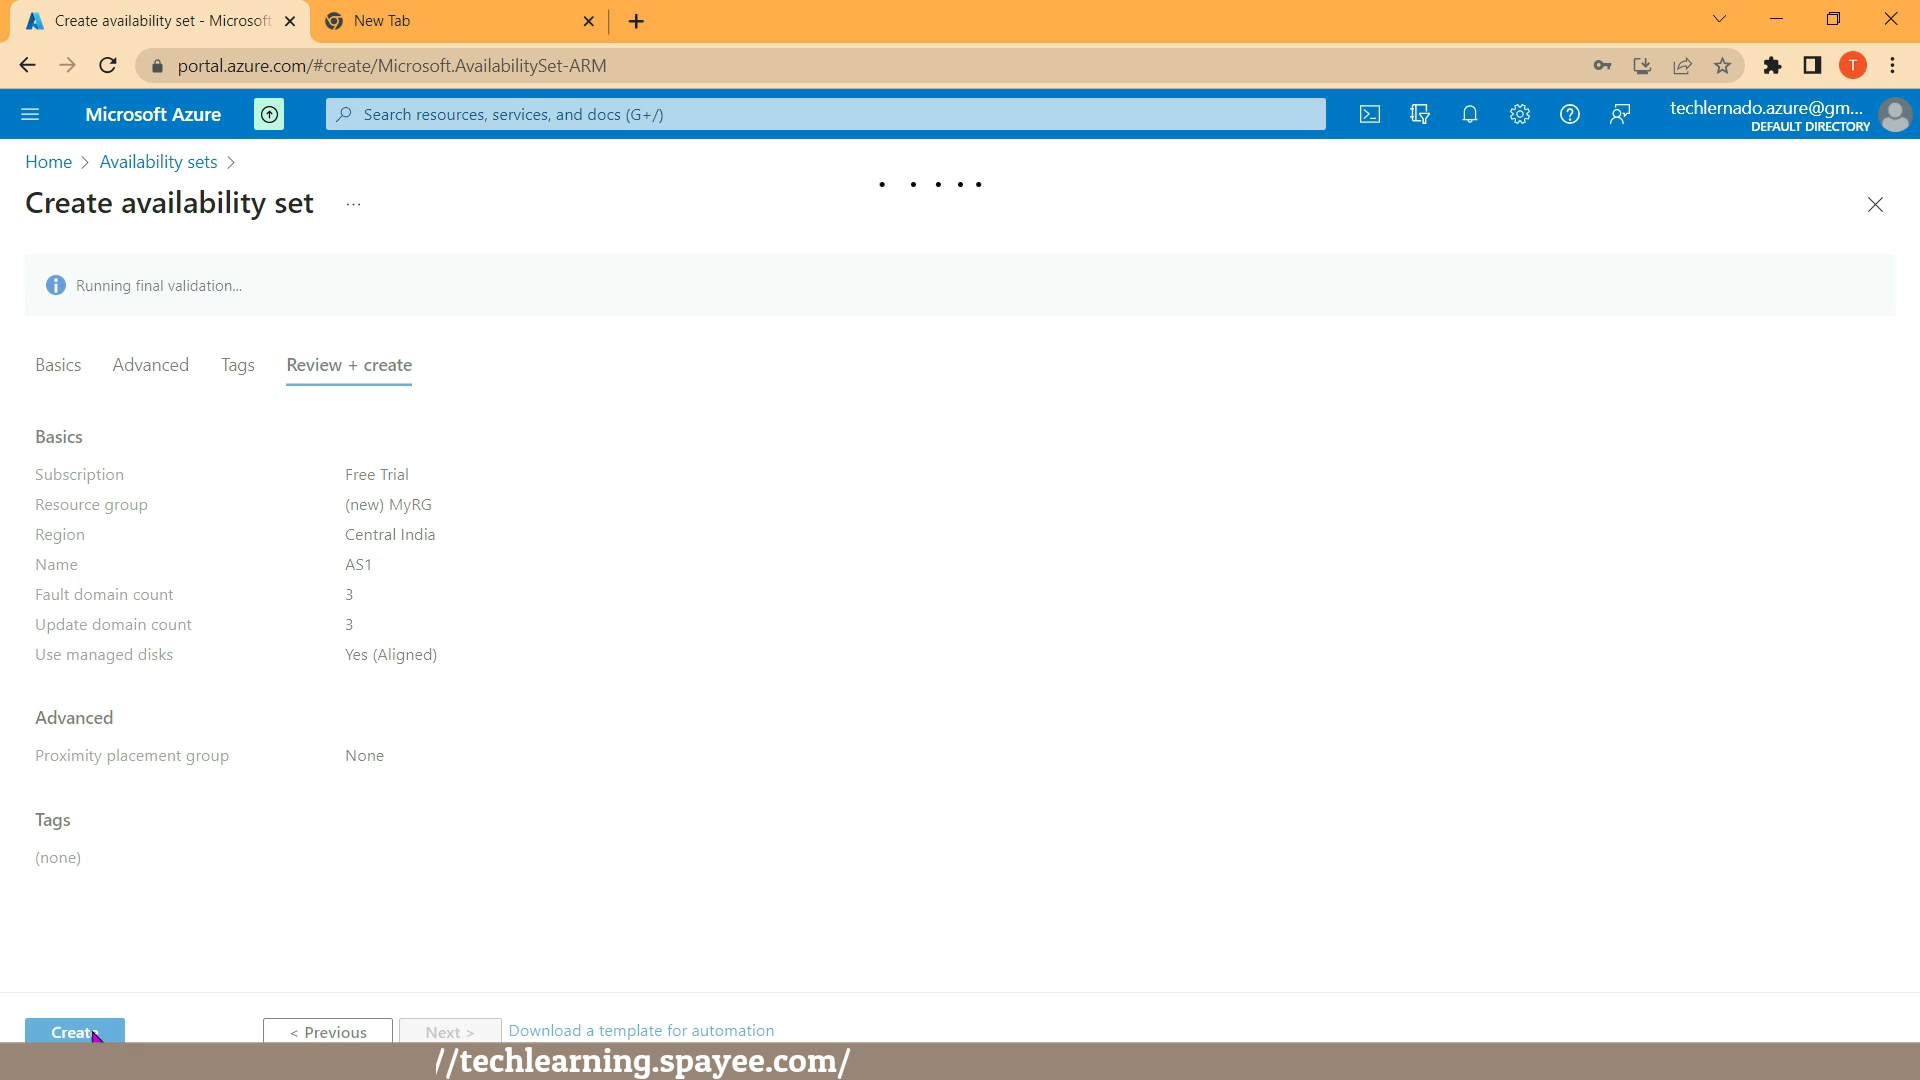 Create availability set - Microsoft
New Tab
portal.azure.com/#create/Microsoft.AvailabilitySet-ARM
T
Microsoft Azure
Search resources, services, and docs (G+/)
techlernado.azure@gm...
DEFAULT DIRECTORY
Home > Availability sets >
Create availability set ...
Running final validation...
Basics Advanced Tags Review + create
Basics
Subscription Free Trial
Resource group (new) MyRG
Region Central India
Name AS1
Fault domain count 3
Update domain count 3
Use managed disks Yes (Aligned)
Advanced
Proximity placement group None
Tags
(none)
Create
< Previous Next > Download a template for automation
//techlearning.spayee.com/